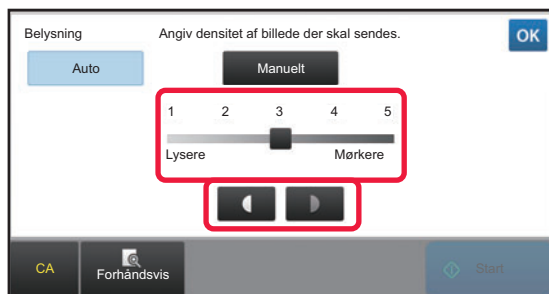 Belysning Angiv densitet af billede der skal sendes. OK
Auto Manuelt
1 2 3 4 5
Lysere Mørkere
CA Forhåndsvis Start